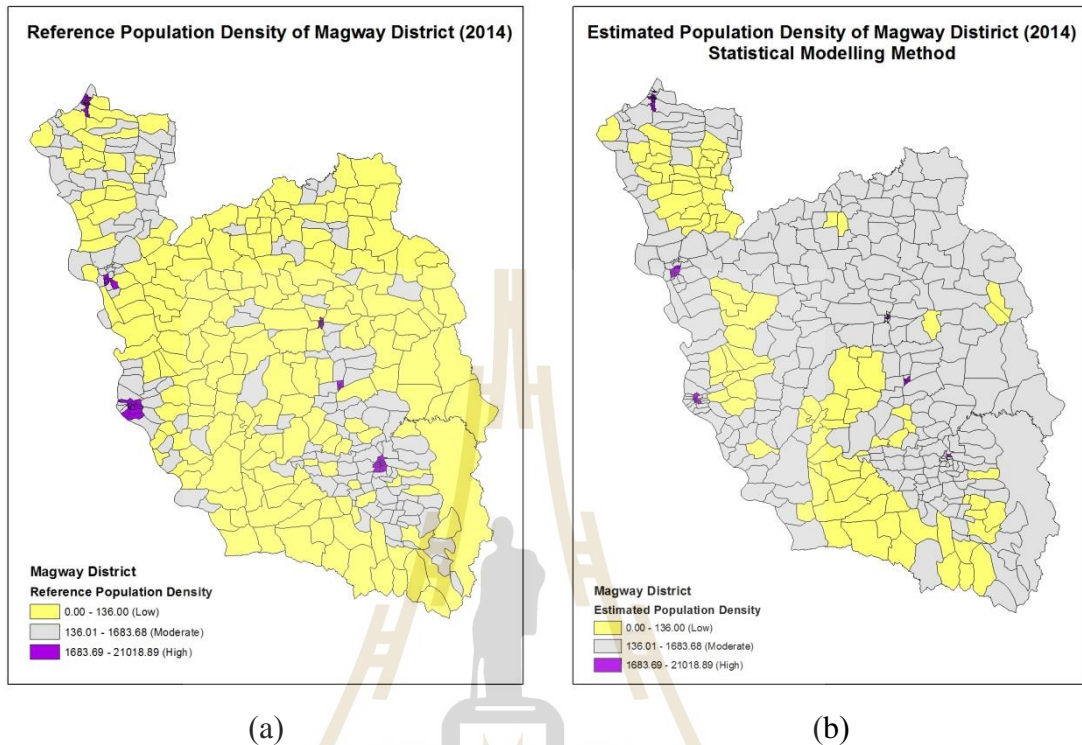 Reference Population Density of Magway District (2014)
Magway District
Reference Population Density
0.00 - 136.00 (Low)
136.01 - 1683.68 (Moderate)
1683.69 - 21018.89 (High)
(a)
Estimated Population Density of Magway Distirict (2014)
Statistical Modelling Method
Magway District
Estimated Population Density
0.00 - 136.00 (Low)
136.01 - 1683.68 (Moderate)
1683.69 - 21018.89 (High)
(b)